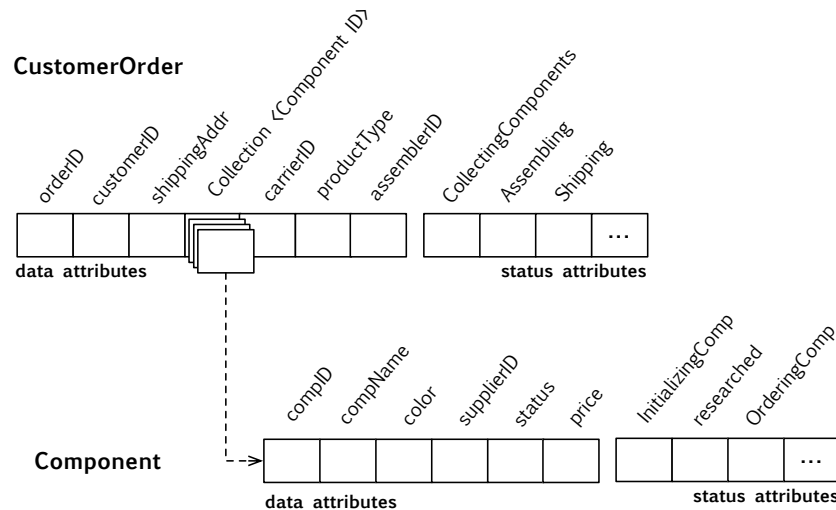 CustomerOrder
orderID
customerID
shippingAddr
Collection <Component ID>
carrierID
productType
assemblerID
CollectingComponents
Assembling
Shipping
...
data attributes
status attributes
Component
compID
compName
color
supplierID
status
price
InitializingComp
researched
OrderingComp
...
data attributes
status attributes